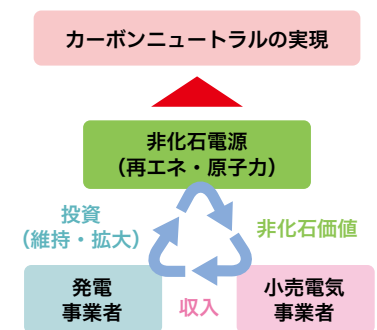 カーボンニュートラルの実現
非化石電源
（再エネ・原子力）
投資
（維持・拡大）
非化石価値
発電
事業者
収入
小売電気
事業者